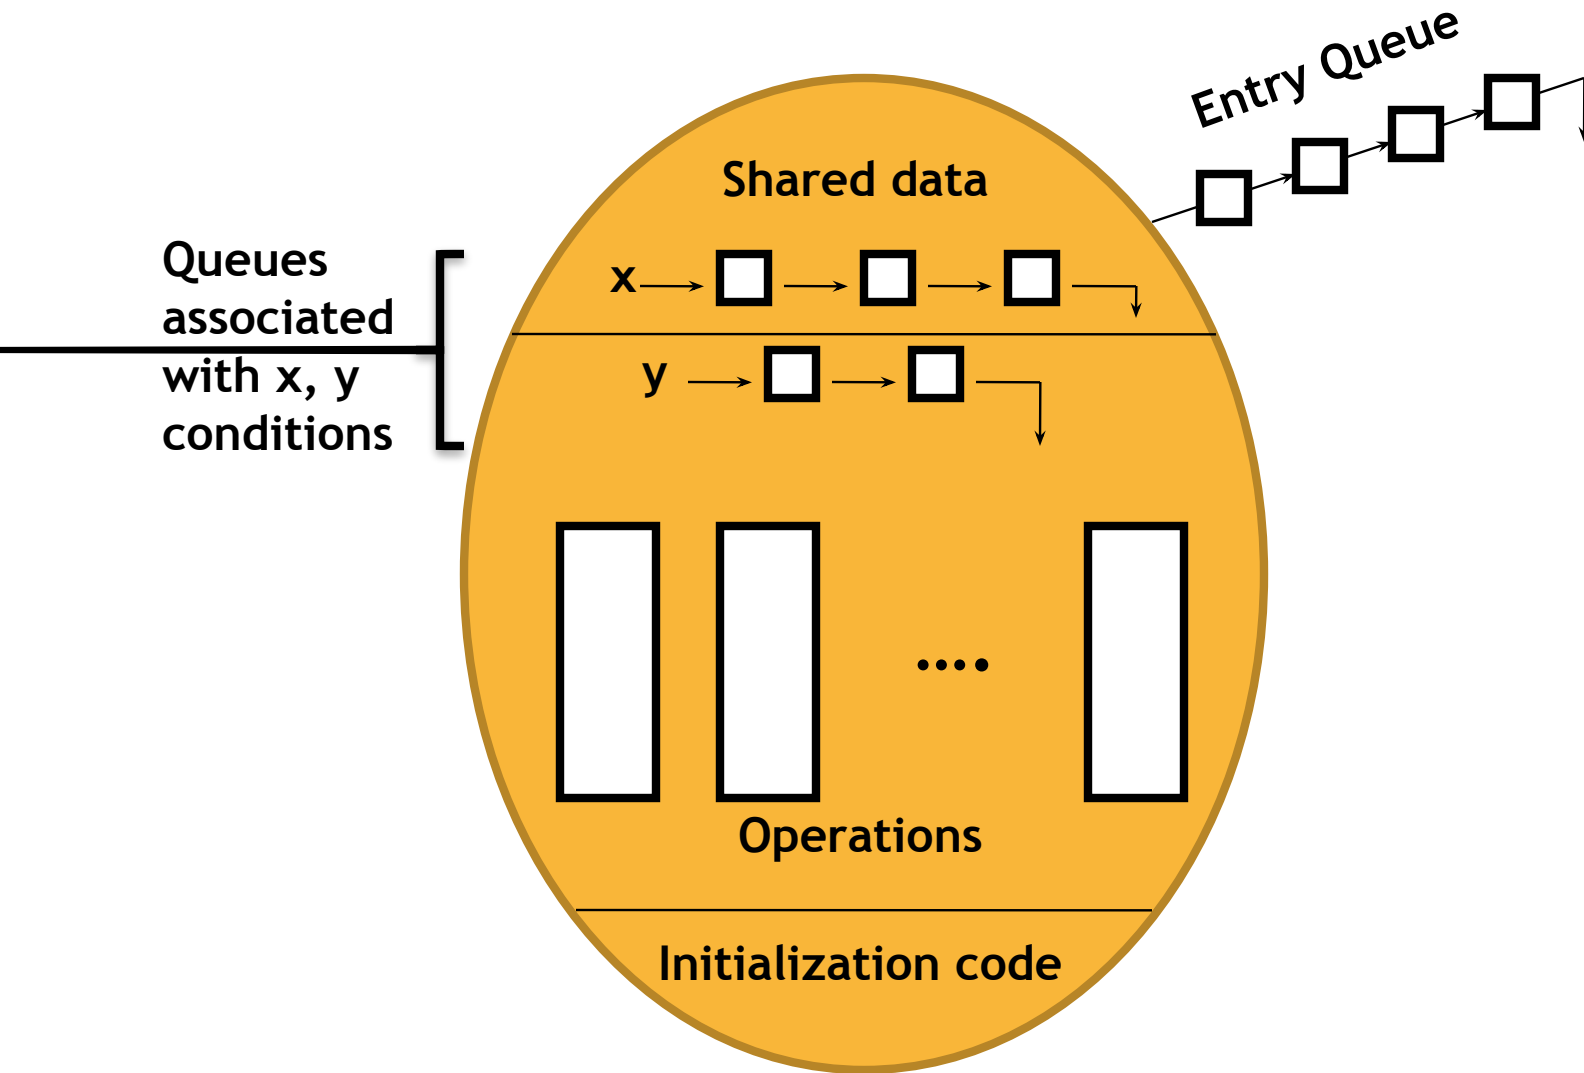 Entry Queue
Shared data
Queues
associated
with x, y
conditions
x
y
....
Operations
Initialization code